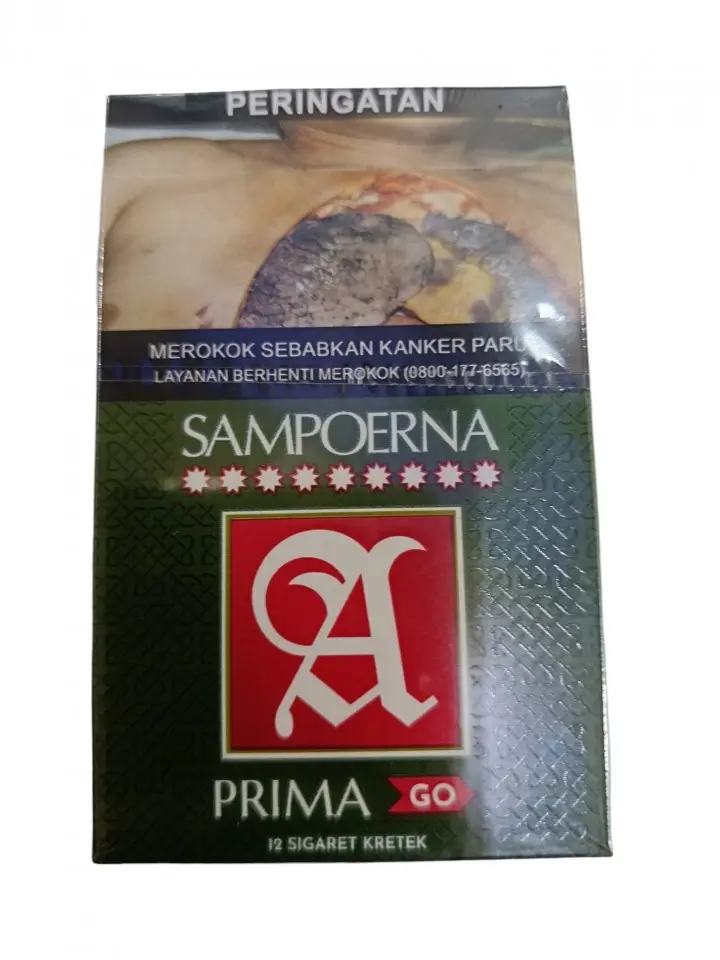 PERINGATAN
MEROKOK SEBABKAN KANKER PARU
LAYANAN BERHENTI MEROKOK (0800-177-6565)
SAMPOERNA
A
PRIMA GO
12 SIGARET KRETEK